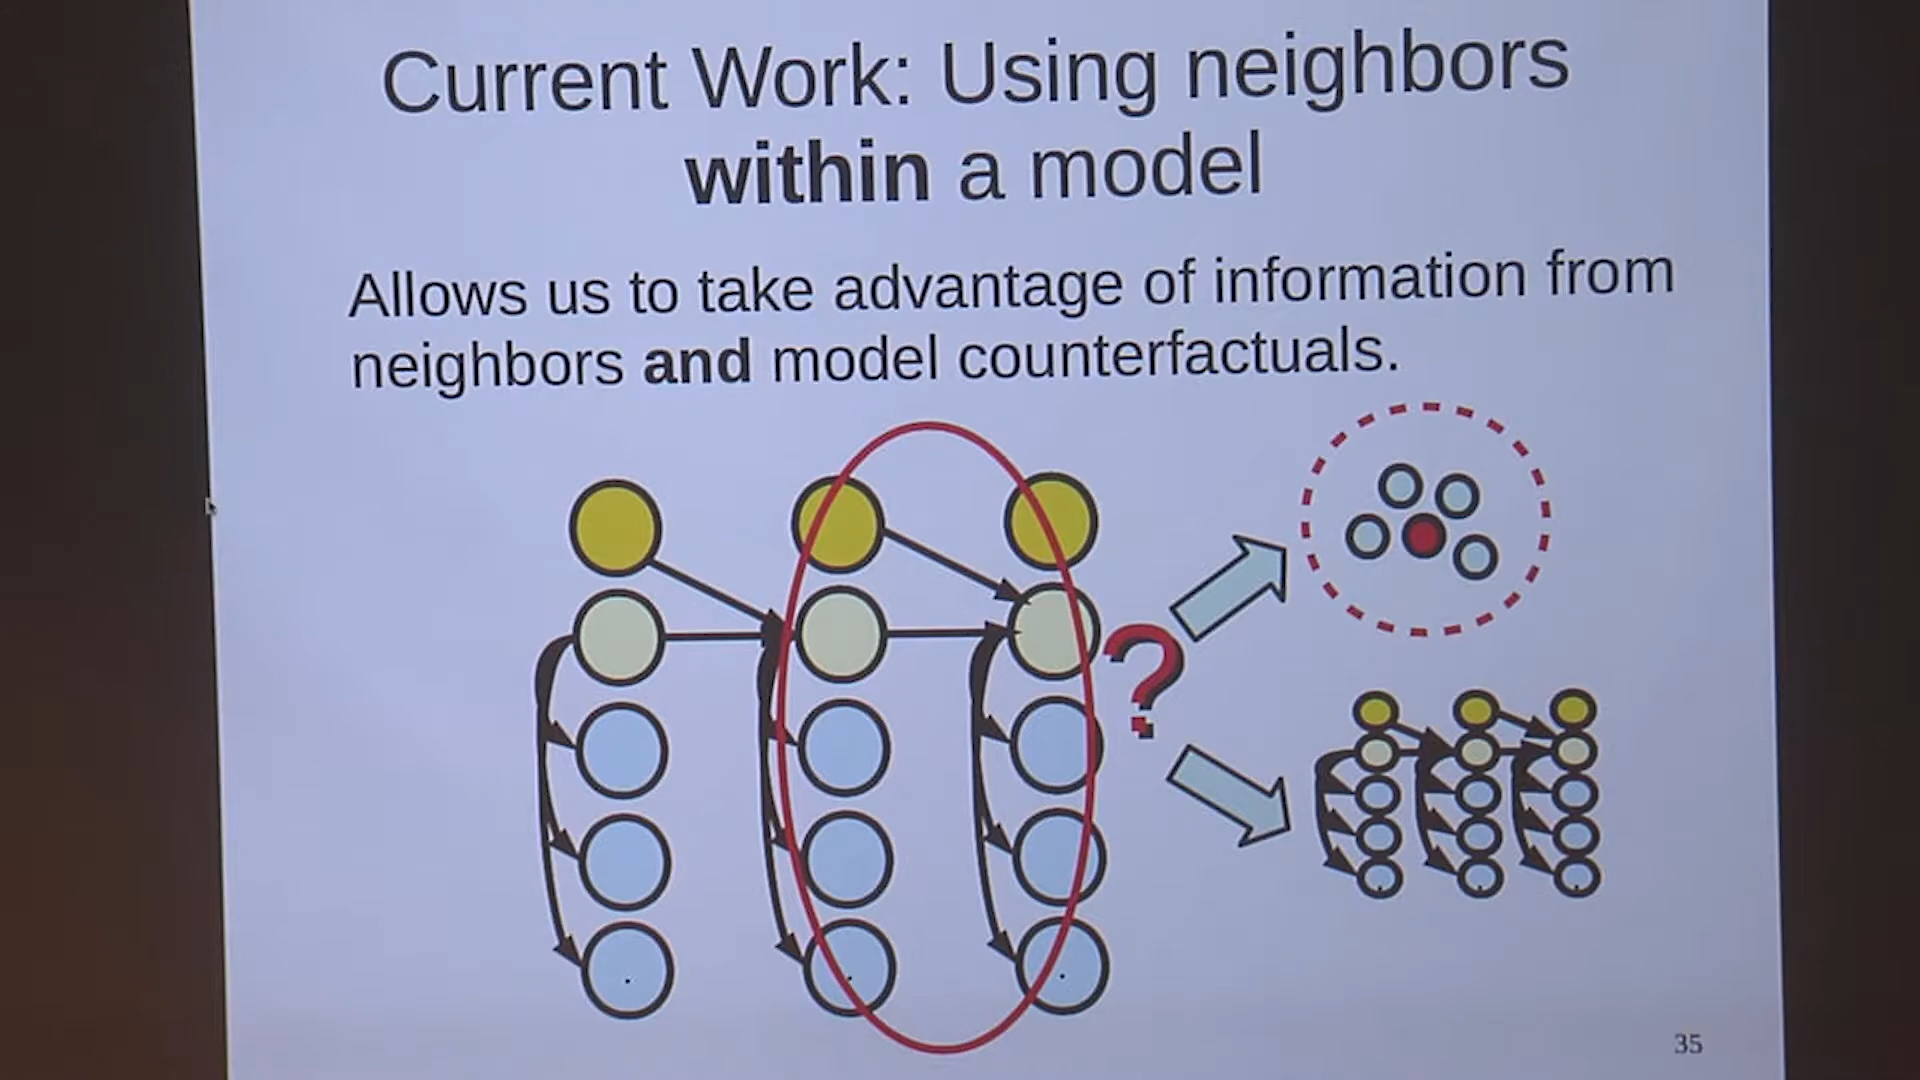 Current Work: Using neighbors
within a model
Allows us to take advantage of information from
neighbors and model counterfactuals.
?
35